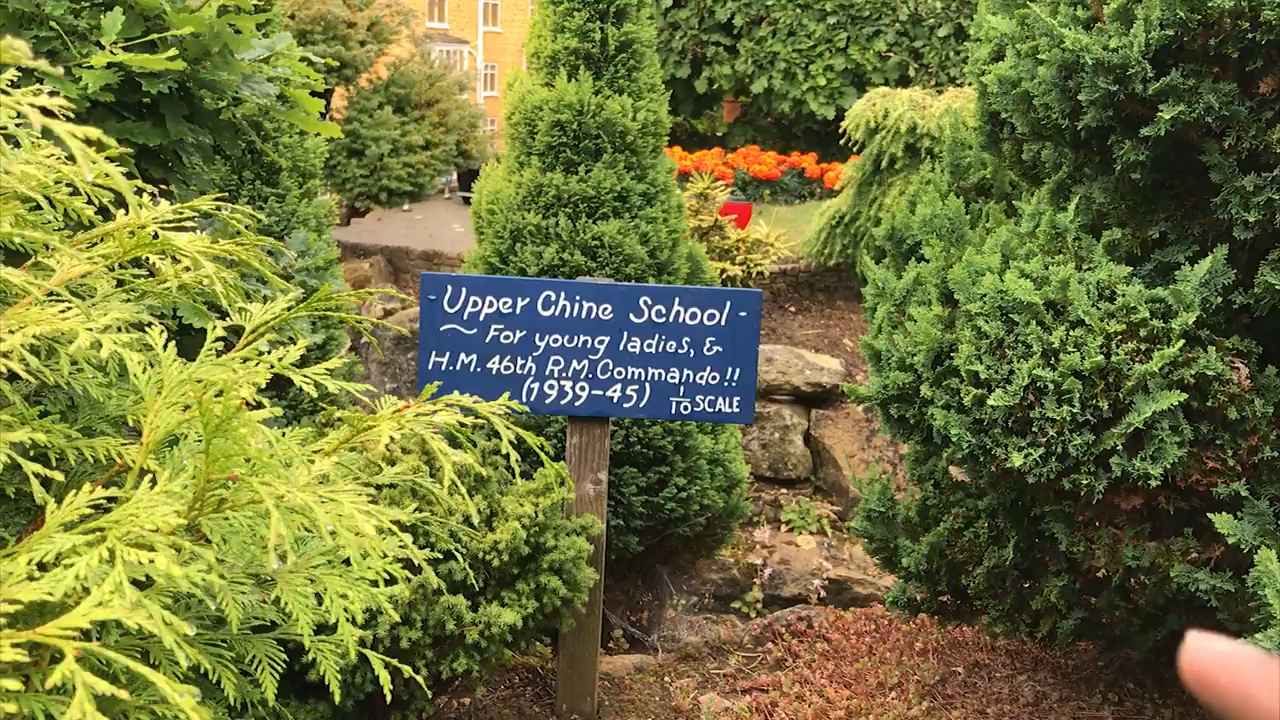 - Upper Chine School -
~ For young ladies, &
H.M. 46th R.M. Commando!!
(1939-45) 1/10 SCALE